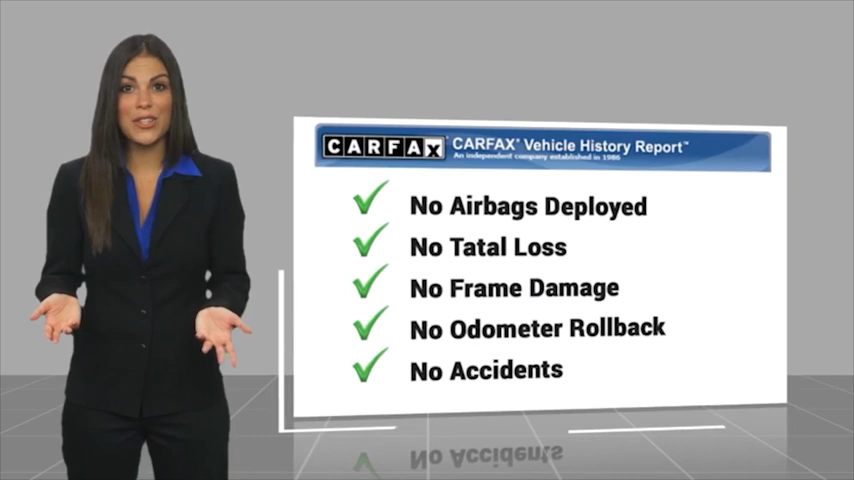 CARFAX CARFAX® Vehicle History Report™
An independent company established in 1986
No Airbags Deployed
No Tatal Loss
No Frame Damage
No Odometer Rollback
No Accidents
No Accidents